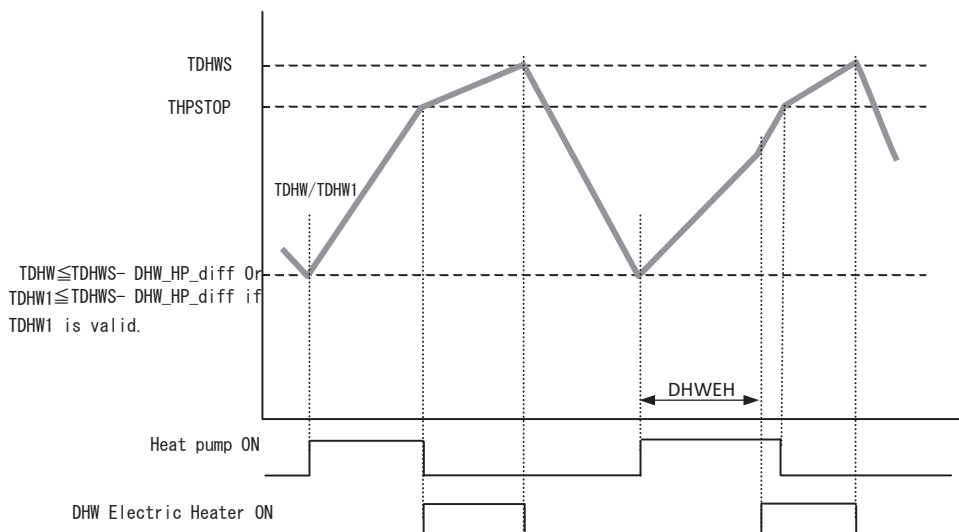 TDHWS
THPSTOP
TDHW/TDHW1
TDHW≦TDHWS- DHW_HP_diff Or
TDHW1≦TDHWS- DHW_HP_diff if
TDHW1 is valid.
DHWEH
Heat pump ON
DHW Electric Heater ON